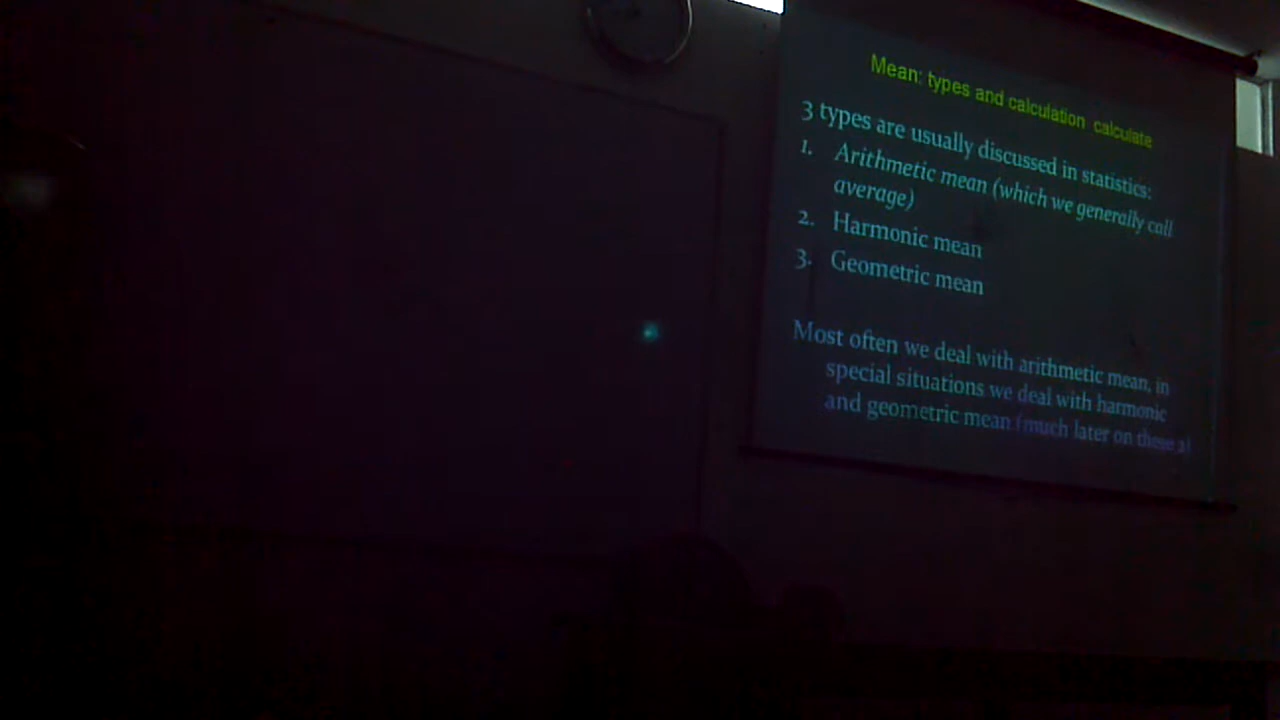 Mean: types and calculation calculate
3 types are usually discussed in statistics:
1. Arithmetic mean (which we generally call
average)
2. Harmonic mean
3. Geometric mean
Most often we deal with arithmetic mean, in
special situations we deal with harmonic
and geometric mean (much later on these